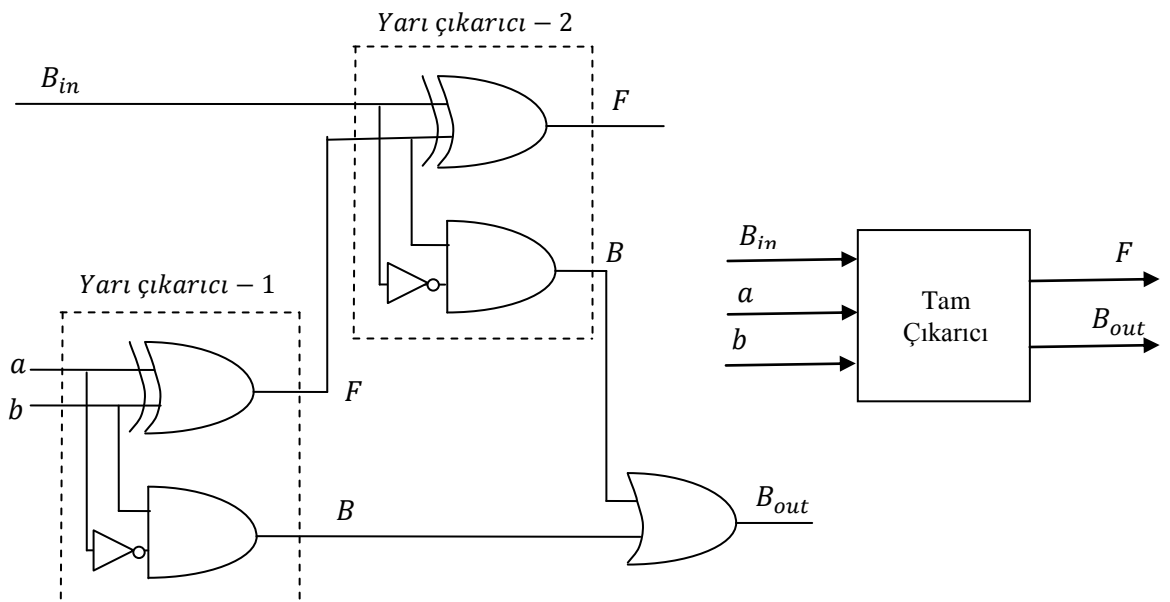 Yarı çıkarıcı − 2
B_in
F
B
Yarı çıkarıcı − 1
a
b
F
B
B_out
B_in
a
b
Tam
Çıkarıcı
F
B_out